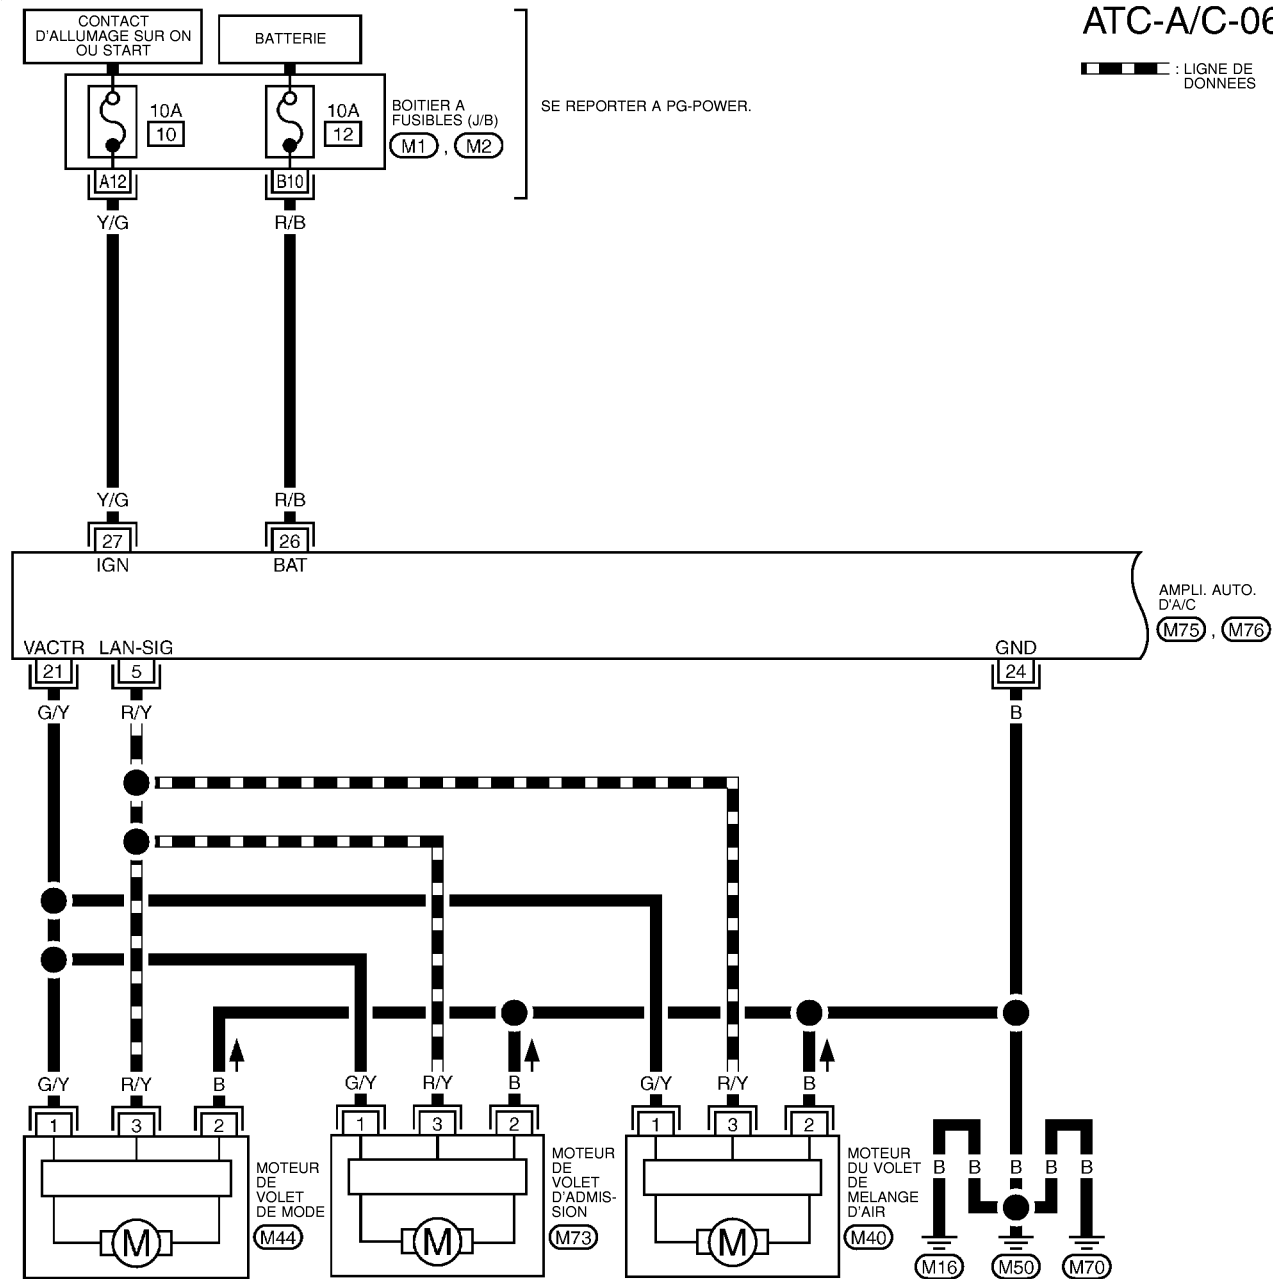 ATC-A/C-06
: LIGNE DE
DONNEES
CONTACT
D'ALLUMAGE SUR ON
OU START
BATTERIE
10A
10
10A
12
BOITIER A
FUSIBLES (J/B)
M1 , M2
SE REPORTER A PG-POWER.
A12
B10
Y/G
R/B
Y/G
R/B
27
26
IGN
BAT
AMPLI. AUTO.
D'A/C
M75 , M76
VACTR
LAN-SIG
GND
21
5
24
G/Y
R/Y
B
G/Y
R/Y
B
G/Y
R/Y
B
G/Y
R/Y
B
1
3
2
1
3
2
1
3
2
MOTEUR
DE
VOLET
DE MODE
M44
M
MOTEUR
DE
VOLET
D'ADMIS-
SION
M73
M
MOTEUR
DU VOLET
DE
MELANGE
D'AIR
M40
M
B
B
B
B
B
M16
M50
M70